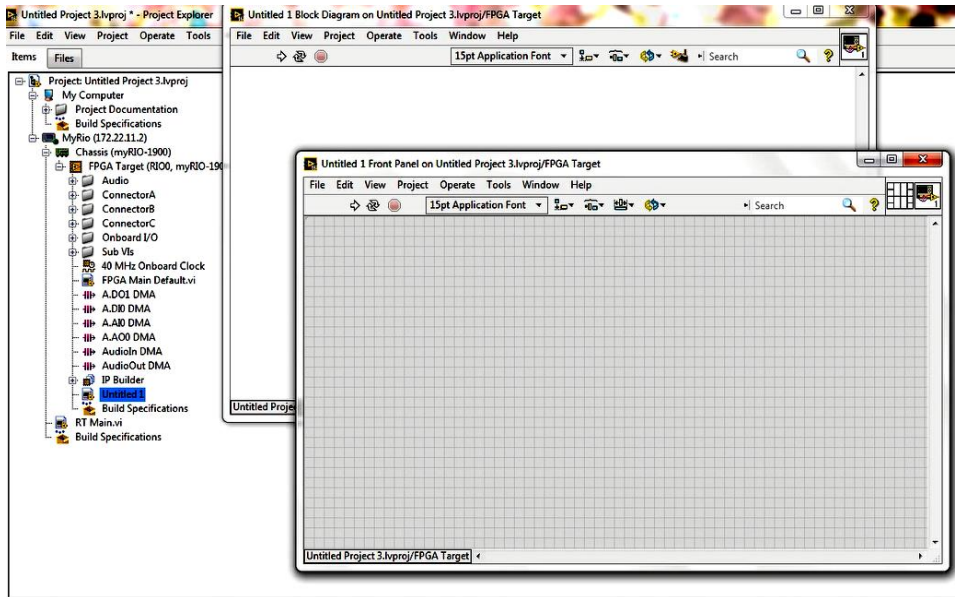 Untitled Project 3.lvproj * - Project Explorer
File Edit View Project Operate Tools
Items Files
Project: Untitled Project 3.lvproj
My Computer
Project Documentation
Build Specifications
MyRio (172.22.11.2)
Chassis (myRIO-1900)
FPGA Target (RIO0, myRIO-190
Audio
ConnectorA
ConnectorB
ConnectorC
Onboard I/O
Sub VIs
40 MHz Onboard Clock
FPGA Main Default.vi
A.DO1 DMA
A.DI0 DMA
A.AI0 DMA
A.AO0 DMA
AudioIn DMA
AudioOut DMA
IP Builder
Untitled 1
Build Specifications
RT Main.vi
Build Specifications
Untitled 1 Block Diagram on Untitled Project 3.lvproj/FPGA Target
File Edit View Project Operate Tools Window Help
15pt Application Font Search
Untitled Proje
Untitled 1 Front Panel on Untitled Project 3.lvproj/FPGA Target
File Edit View Project Operate Tools Window Help
15pt Application Font Search
Untitled Project 3.lvproj/FPGA Target